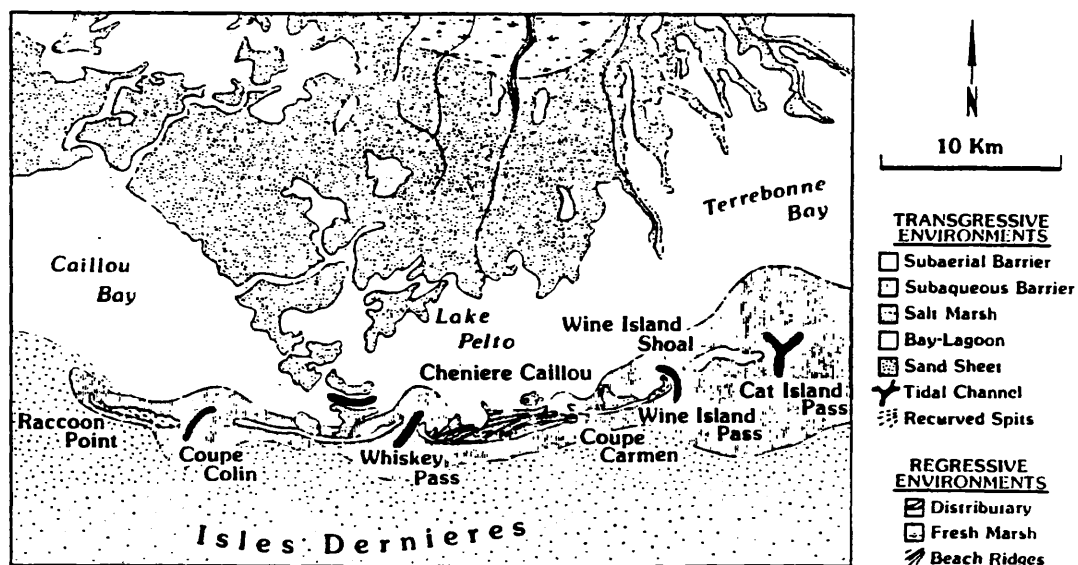 N
10 Km
Terrebonne
Bay
Caillou
Bay
Lake
Pelto
Wine Island
Shoal
Cheniere Caillou
Cat Island
Pass
Raccoon
Point
Wine Island
Pass
Coupe
Colin
Whiskey
Pass
Coupe
Carmen
Isles Dernieres
TRANSGRESSIVE
ENVIRONMENTS
Subaerial Barrier
Subaqueous Barrier
Salt Marsh
Bay-Lagoon
Sand Sheet
Tidal Channel
Recurved Spits
REGRESSIVE
ENVIRONMENTS
Distributary
Fresh Marsh
Beach Ridges